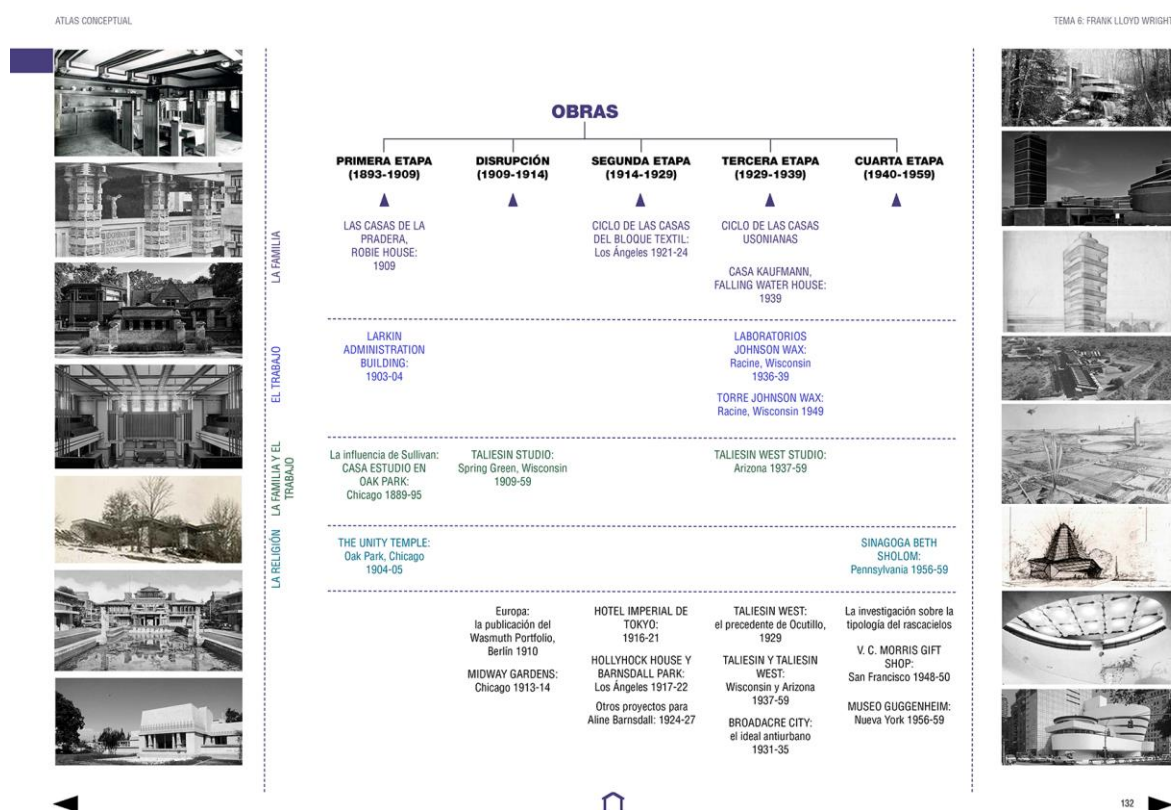 ATLAS CONCEPTUAL
TEMA 6: FRANK LLOYD WRIGHT
OBRAS
PRIMERA ETAPA
(1893-1909)
DISRUPCIÓN
(1909-1914)
SEGUNDA ETAPA
(1914-1929)
TERCERA ETAPA
(1929-1939)
CUARTA ETAPA
(1940-1959)
LA FAMILIA
LAS CASAS DE LA
PRADERA,
ROBIE HOUSE:
1909
CICLO DE LAS CASAS
DEL BLOQUE TEXTIL:
Los Ángeles 1921-24
CICLO DE LAS CASAS
USONIANAS
CASA KAUFMANN,
FALLING WATER HOUSE:
1939
EL TRABAJO
LARKIN
ADMINISTRATION
BUILDING:
1903-04
LABORATORIOS
JOHNSON WAX:
Racine, Wisconsin
1936-39
TORRE JOHNSON WAX:
Racine, Wisconsin 1949
LA FAMILIA Y EL
TRABAJO
La influencia de Sullivan:
CASA ESTUDIO EN
OAK PARK:
Chicago 1889-95
TALIESIN STUDIO:
Spring Green, Wisconsin
1909-59
TALIESIN WEST STUDIO:
Arizona 1937-59
LA RELIGIÓN
THE UNITY TEMPLE:
Oak Park, Chicago
1904-05
SINAGOGA BETH
SHOLOM:
Pennsylvania 1956-59
Europa:
la publicación del
Wasmuth Portfolio,
Berlín 1910
MIDWAY GARDENS:
Chicago 1913-14
HOTEL IMPERIAL DE
TOKYO:
1916-21
HOLLYHOCK HOUSE Y
BARNSDALL PARK:
Los Ángeles 1917-22
Otros proyectos para
Aline Barnsdall: 1924-27
TALIESIN WEST:
el precedente de Ocutillo,
1929
TALIESIN Y TALIESIN
WEST:
Wisconsin y Arizona
1937-59
BROADACRE CITY:
el ideal antiurbano
1931-35
La investigación sobre la
tipología del rascacielos
V. C. MORRIS GIFT
SHOP:
San Francisco 1948-50
MUSEO GUGGENHEIM:
Nueva York 1956-59
132